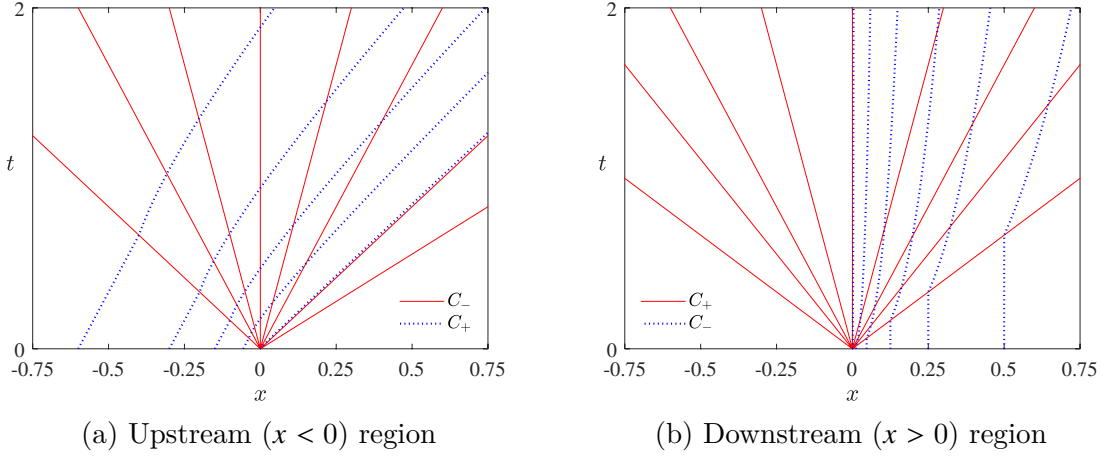 2
t
C₋
C₊
0
-0.75
-0.5
-0.25
0
0.25
0.5
0.75
x
(a) Upstream (x < 0) region
2
t
C₊
C₋
0
-0.75
-0.5
-0.25
0
0.25
0.5
0.75
x
(b) Downstream (x > 0) region